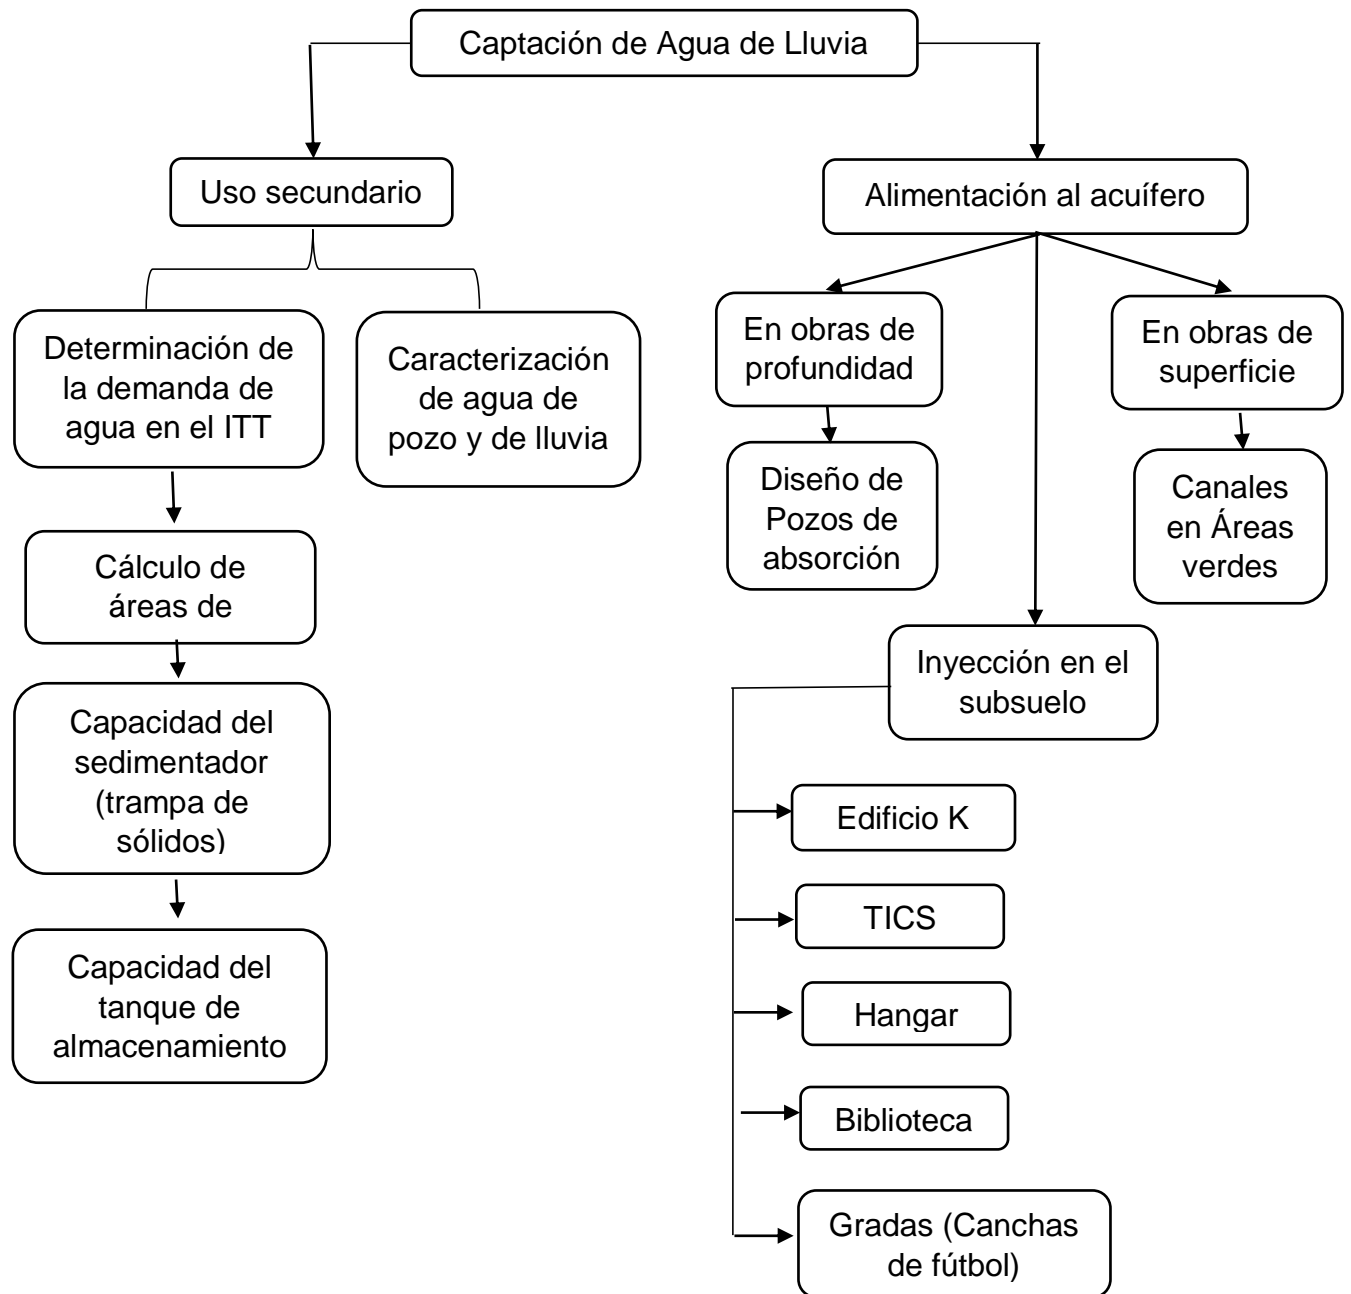 Captación de Agua de Lluvia
Uso secundario
Alimentación al acuífero
Determinación de
la demanda de
agua en el ITT
Caracterización
de agua de
pozo y de lluvia
En obras de
profundidad
En obras de
superficie
Diseño de
Pozos de
absorción
Canales
en Áreas
verdes
Cálculo de
áreas de
Inyección en el
subsuelo
Capacidad del
sedimentador
(trampa de
sólidos)
Edificio K
TICS
Capacidad del
tanque de
almacenamiento
Hangar
Biblioteca
Gradas (Canchas
de fútbol)